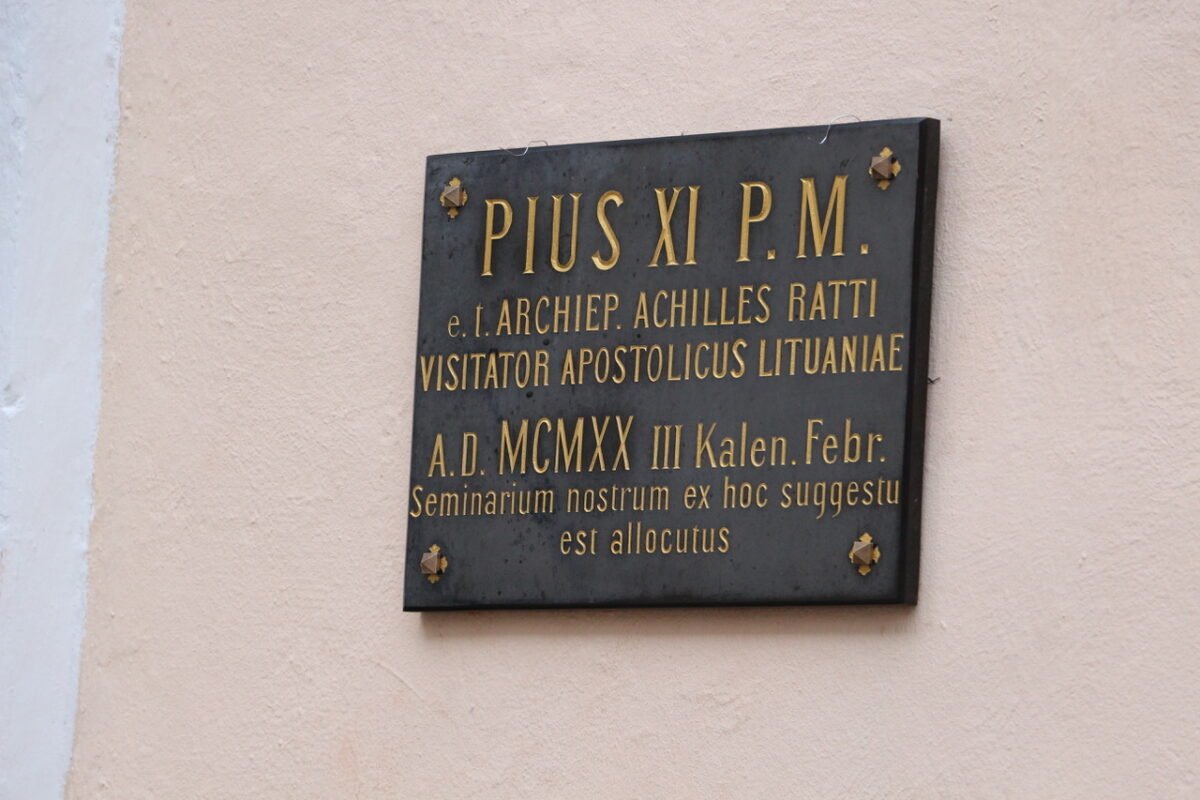 PIUS XI P. M.
e. t. ARCHIEP. ACHILLES RATTI
VISITATOR APOSTOLICUS LITUANIAE
A. D. MCMXX III Kalen. Febr.
Seminarium nostrum ex hoc suggestu
est allocutus